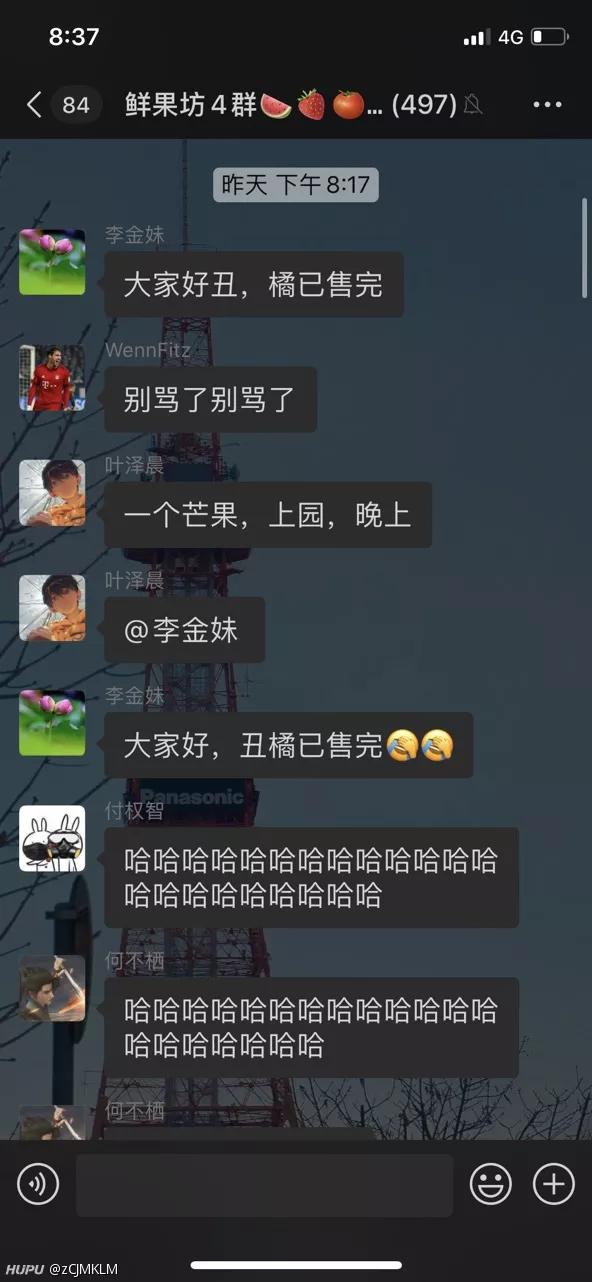 8:37
4G
84
鲜果坊4群🍉🍓🍅... (497)
昨天 下午8:17
李金妹
大家好丑，橘已售完
WennFitz
别骂了别骂了
叶泽晨
一个芒果，上园，晚上
叶泽晨
@李金妹
李金妹
大家好，丑橘已售完🤣🤣
Panasonic
付权智
哈哈哈哈哈哈哈哈哈哈哈哈哈
哈哈哈哈哈哈哈哈哈
何不栖
哈哈哈哈哈哈哈哈哈哈哈哈哈
哈哈哈哈哈哈哈
何不栖
HUPU @zCJMKLM